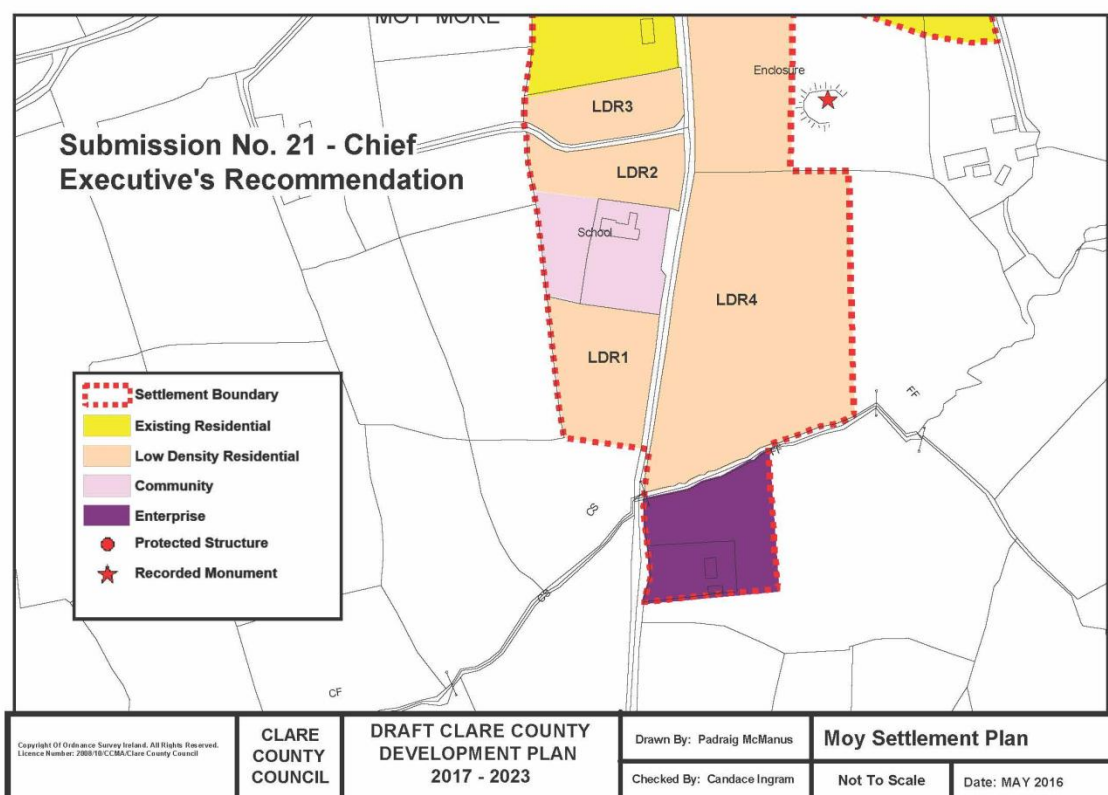 MOY MORE
Enclosure
LDR3
Submission No. 21 - Chief
Executive's Recommendation
LDR2
School
LDR4
LDR1
FF
Settlement Boundary
Existing Residential
Low Density Residential
Community
Enterprise
Protected Structure
Recorded Monument
FF
CS
CS
CF
Copyright Of Ordnance Survey Ireland. All Rights Reserved.
Licence Number: 2008/10/CCMA/Clare County Council
CLARE
COUNTY
COUNCIL
DRAFT CLARE COUNTY
DEVELOPMENT PLAN
2017 - 2023
Drawn By: Padraig McManus
Checked By: Candace Ingram
Moy Settlement Plan
Not To Scale
Date: MAY 2016